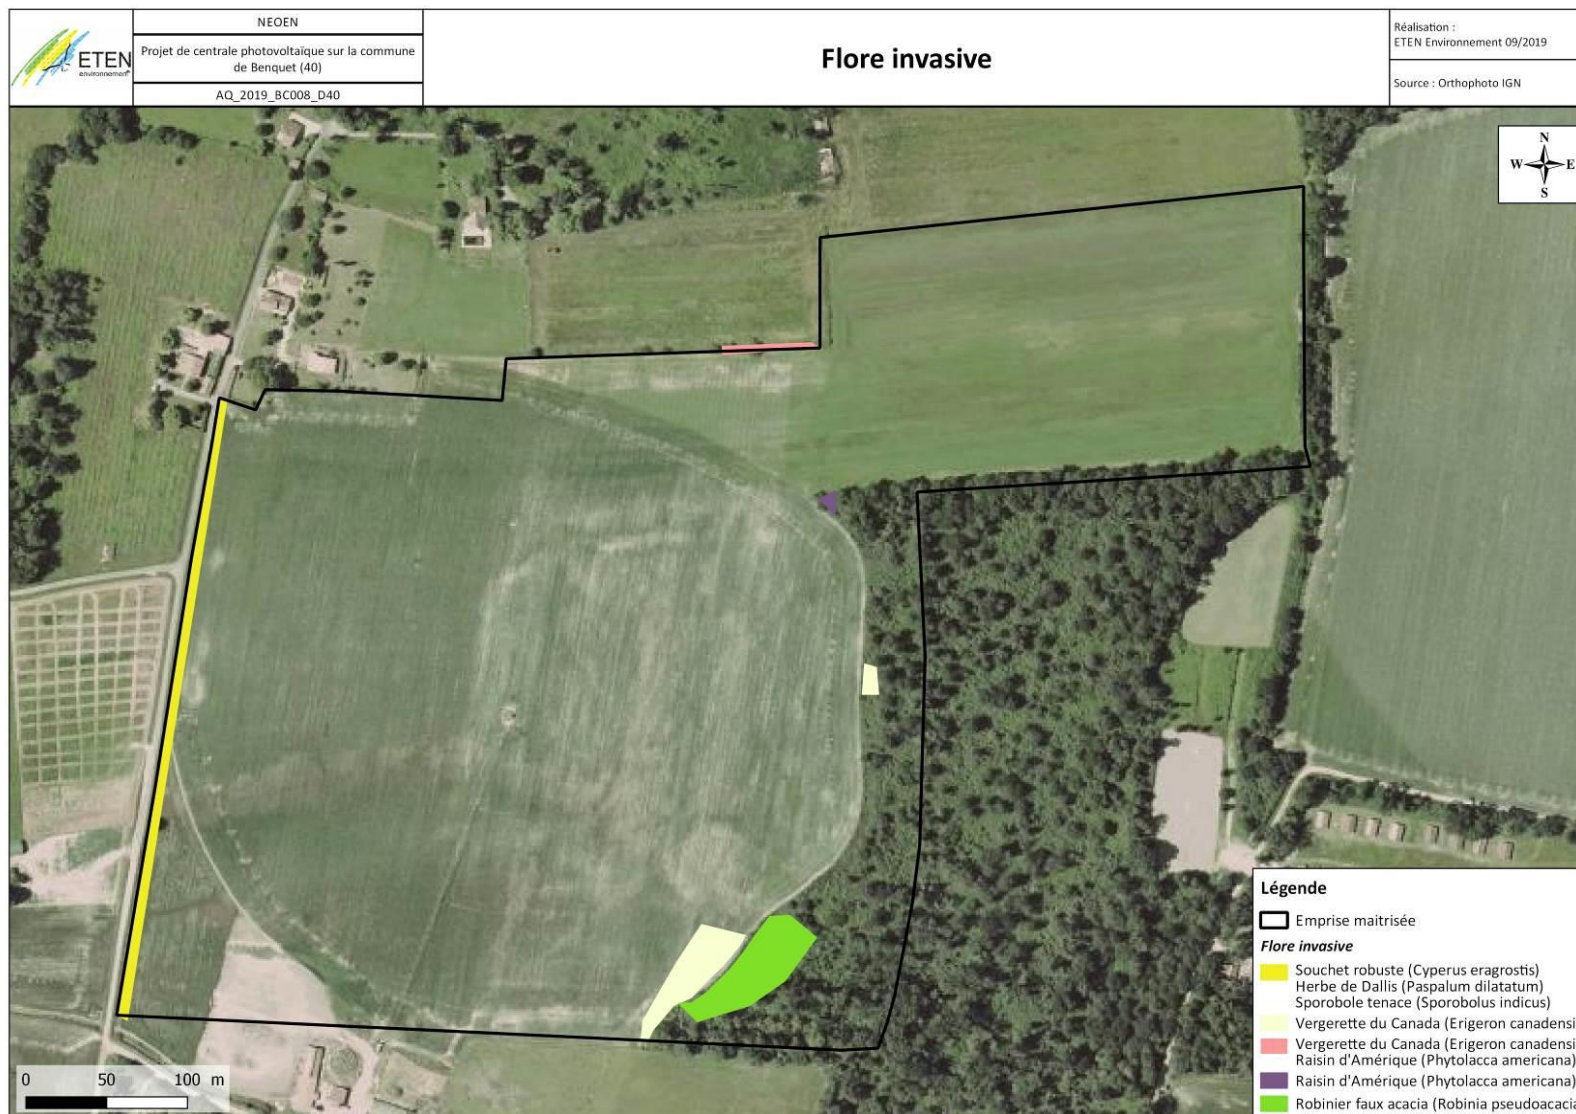 ETEN
environnement
NEOEN
Projet de centrale photovoltaïque sur la commune
de Benquet (40)
AQ_2019_BC008_D40
Flore invasive
Réalisation :
ETEN Environnement 09/2019
Source : Orthophoto IGN
N
W E
S
Légende
Emprise maitrisée
Flore invasive
Souchet robuste (Cyperus eragrostis)
Herbe de Dallis (Paspalum dilatatum)
Sporobole tenace (Sporobolus indicus)
Vergerette du Canada (Erigeron canadensi
Vergerette du Canada (Erigeron canadensi
Raisin d'Amérique (Phytolacca americana)
Raisin d'Amérique (Phytolacca americana)
Robinier faux acacia (Robinia pseudoacacia
0 50 100 m